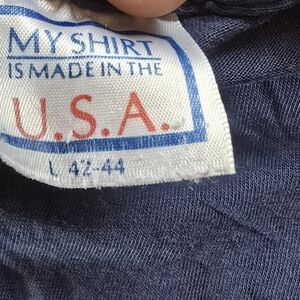 MY SHIRT
IS MADE IN THE
U.S.A.
L 42-44